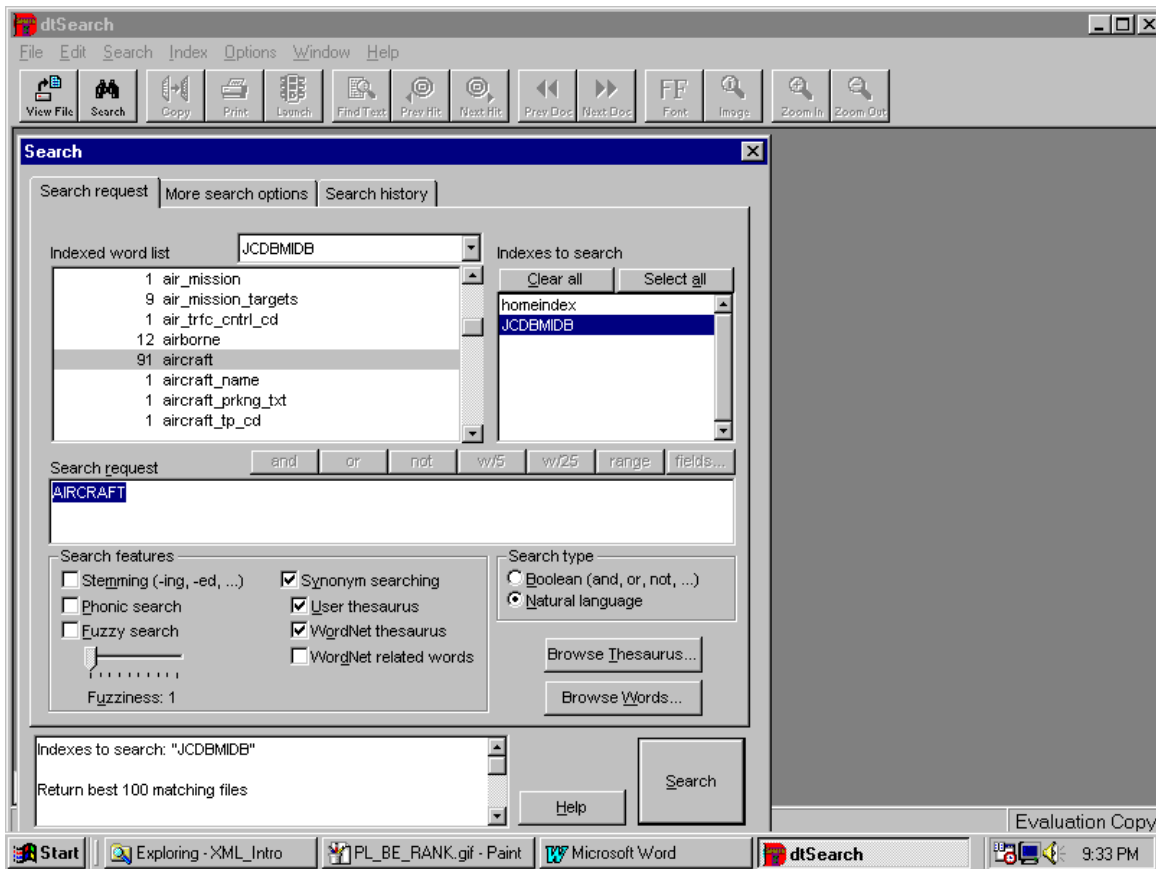 dtSearch
File Edit Search Index Options Window Help
View File Search Copy Print Launch Find Text Prev Hit Next Hit Prev Doc Next Doc FF Font Image Zoom In Zoom Out
Search
Search request More search options Search history
Indexed word list JCDBMIDB Indexes to search
Clear all Select all
1 air_mission
9 air_mission_targets
1 air_trfc_cntrl_cd
12 airborne
91 aircraft
1 aircraft_name
1 aircraft_prkng_txt
1 aircraft_tp_cd
homeindex
JCDBMIDB
Search request and or not w/5 w/25 range fields...
AIRCRAFT
Search features
Stemming (-ing, -ed, ...)
Phonic search
Fuzzy search
Fuzziness: 1
Synonym searching
User thesaurus
WordNet thesaurus
WordNet related words
Search type
Boolean (and, or, not, ...)
Natural language
Browse Thesaurus...
Browse Words...
Indexes to search: "JCDBMIDB"
Return best 100 matching files
Help
Search
Evaluation Copy
Start Exploring - XML_Intro PL_BE_RANK.gif - Paint Microsoft Word dtSearch 9:33 PM